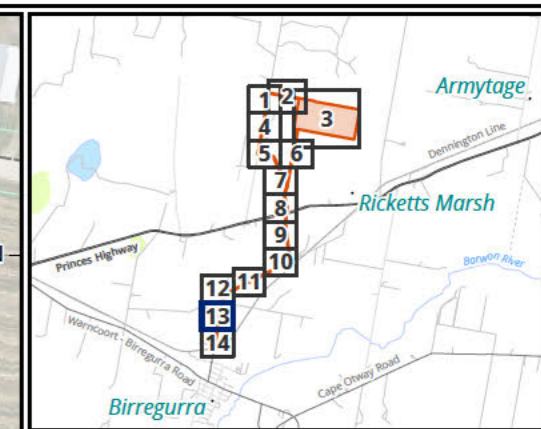 Armytage
1
2
3
4
Dennington Line
5
6
7
8
Ricketts Marsh
9
Princes Highway
10
Barwon River
11
12
13
14
Warncoort - Birregurra Road
Cape Otway Road
Birregurra